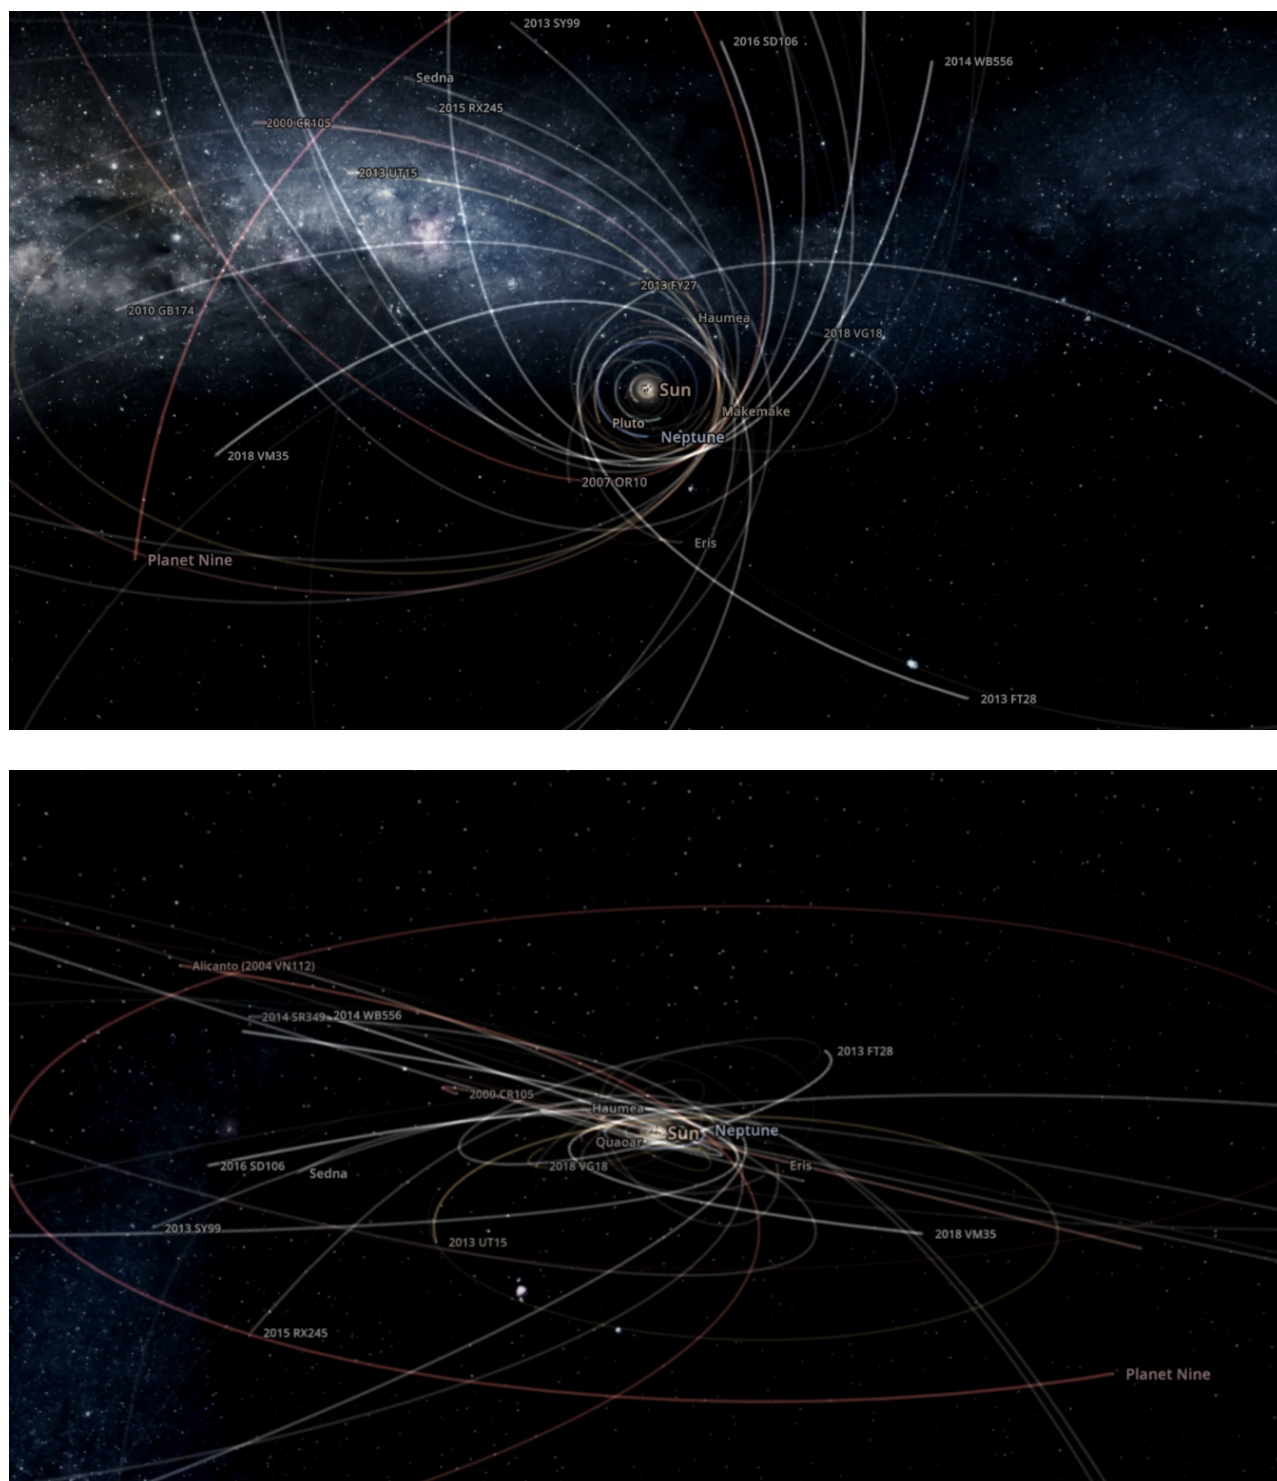 2013 SY99
2016 SD106
2014 WB556
Sedna
2015 RX245
2000 CR105
2013 UT15
2013 FY27
2010 GB174
Haumea
2018 VG18
Sun
Makemake
Pluto
Neptune
2018 VM35
2007 OR10
Eris
Planet Nine
2013 FT28
Alicanto (2004 VN112)
2014 SR349
2014 WB556
2013 FT28
2000 CR105
Haumea
Sun
Neptune
Quaoar
2016 SD106
Sedna
2018 VG18
Eris
2013 SY99
2018 VM35
2013 UT15
2015 RX245
Planet Nine